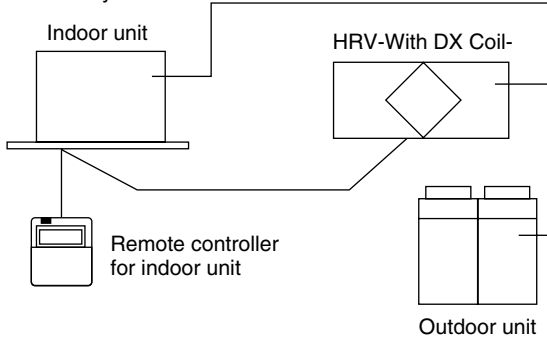 Indoor unit
HRV-With DX Coil-
Remote controller
for indoor unit
Outdoor unit